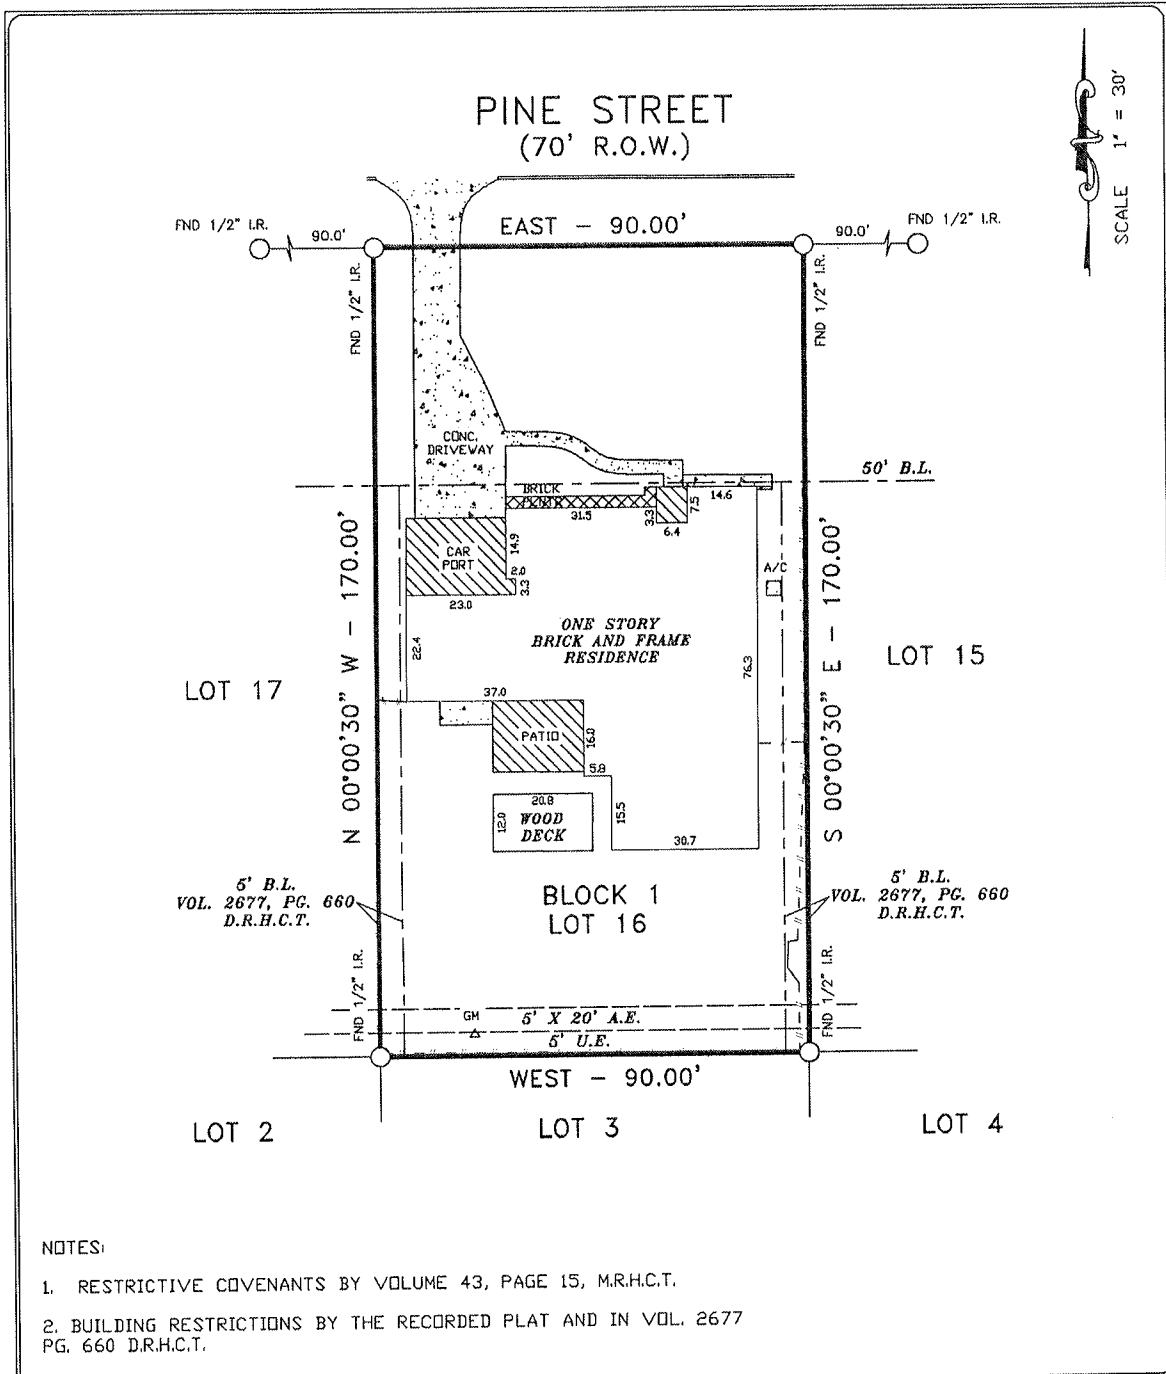 PINE STREET
(70' R.O.W.)
SCALE 1" = 30'
FND 1/2" I.R.
90.0'
EAST - 90.00'
90.0'
FND 1/2" I.R.
FND 1/2" I.R.
FND 1/2" I.R.
CONC.
DRIVEWAY
50' B.L.
BRICK
PLNTR
31.5
3.3
7.5
14.6
6.4
CAR
PORT
14.9
2.0
3.3
23.0
A/C
N 00°00'30" W - 170.00'
S 00°00'30" E - 170.00'
22.4
ONE STORY
BRICK AND FRAME
RESIDENCE
76.3
LOT 17
LOT 15
37.0
PATIO
16.0
5.8
20.8
12.0
WOOD
DECK
15.5
30.7
5' B.L.
VOL. 2677, PG. 660
D.R.H.C.T.
BLOCK 1
LOT 16
5' B.L.
VOL. 2677, PG. 660
D.R.H.C.T.
FND 1/2" I.R.
FND 1/2" I.R.
GM
5' X 20' A.E.
5' U.E.
WEST - 90.00'
LOT 2
LOT 3
LOT 4
NOTES:
1. RESTRICTIVE COVENANTS BY VOLUME 43, PAGE 15, M.R.H.C.T.
2. BUILDING RESTRICTIONS BY THE RECORDED PLAT AND IN VOL. 2677
PG. 660 D.R.H.C.T.